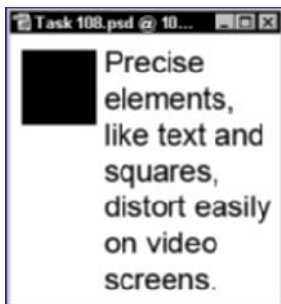 Task 108.psd @ 10...
Precise
elements,
like text and
squares,
distort easily
on video
screens.